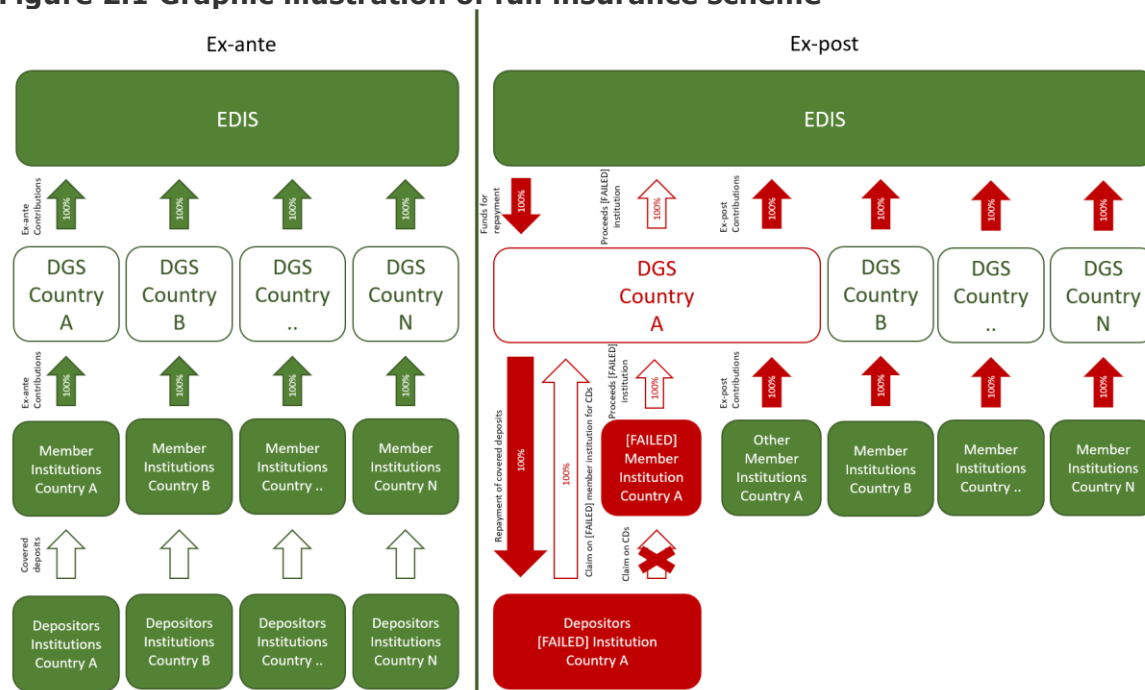 Figure 2.1 Graphic illustration of full insurance scheme
Ex-ante
Ex-post
EDIS
EDIS
Ex-ante
Contributions
100%
100%
100%
100%
Funds for
repayment
100%
Proceeds [FAILED]
institution
100%
Ex-post
Contributions
100%
100%
100%
100%
DGS
Country
A
DGS
Country
B
DGS
Country
..
DGS
Country
N
DGS
Country
A
DGS
Country
B
DGS
Country
..
DGS
Country
N
Ex-ante
Contributions
100%
100%
100%
100%
Repayment of covered deposits
100%
100%
Claim on [FAILED] member institution for CDs
Proceeds [FAILED]
institution
100%
Ex-post
Contributions
100%
100%
100%
100%
Member
Institutions
Country A
Member
Institutions
Country B
Member
Institutions
Country ..
Member
Institutions
Country N
[FAILED]
Member
Institution
Country A
Other
Member
Institutions
Country A
Member
Institutions
Country B
Member
Institutions
Country ..
Member
Institutions
Country N
Covered
deposits
Claim on CDs
Depositors
Institutions
Country A
Depositors
Institutions
Country B
Depositors
Institutions
Country ..
Depositors
Institutions
Country N
Depositors
[FAILED] Institution
Country A